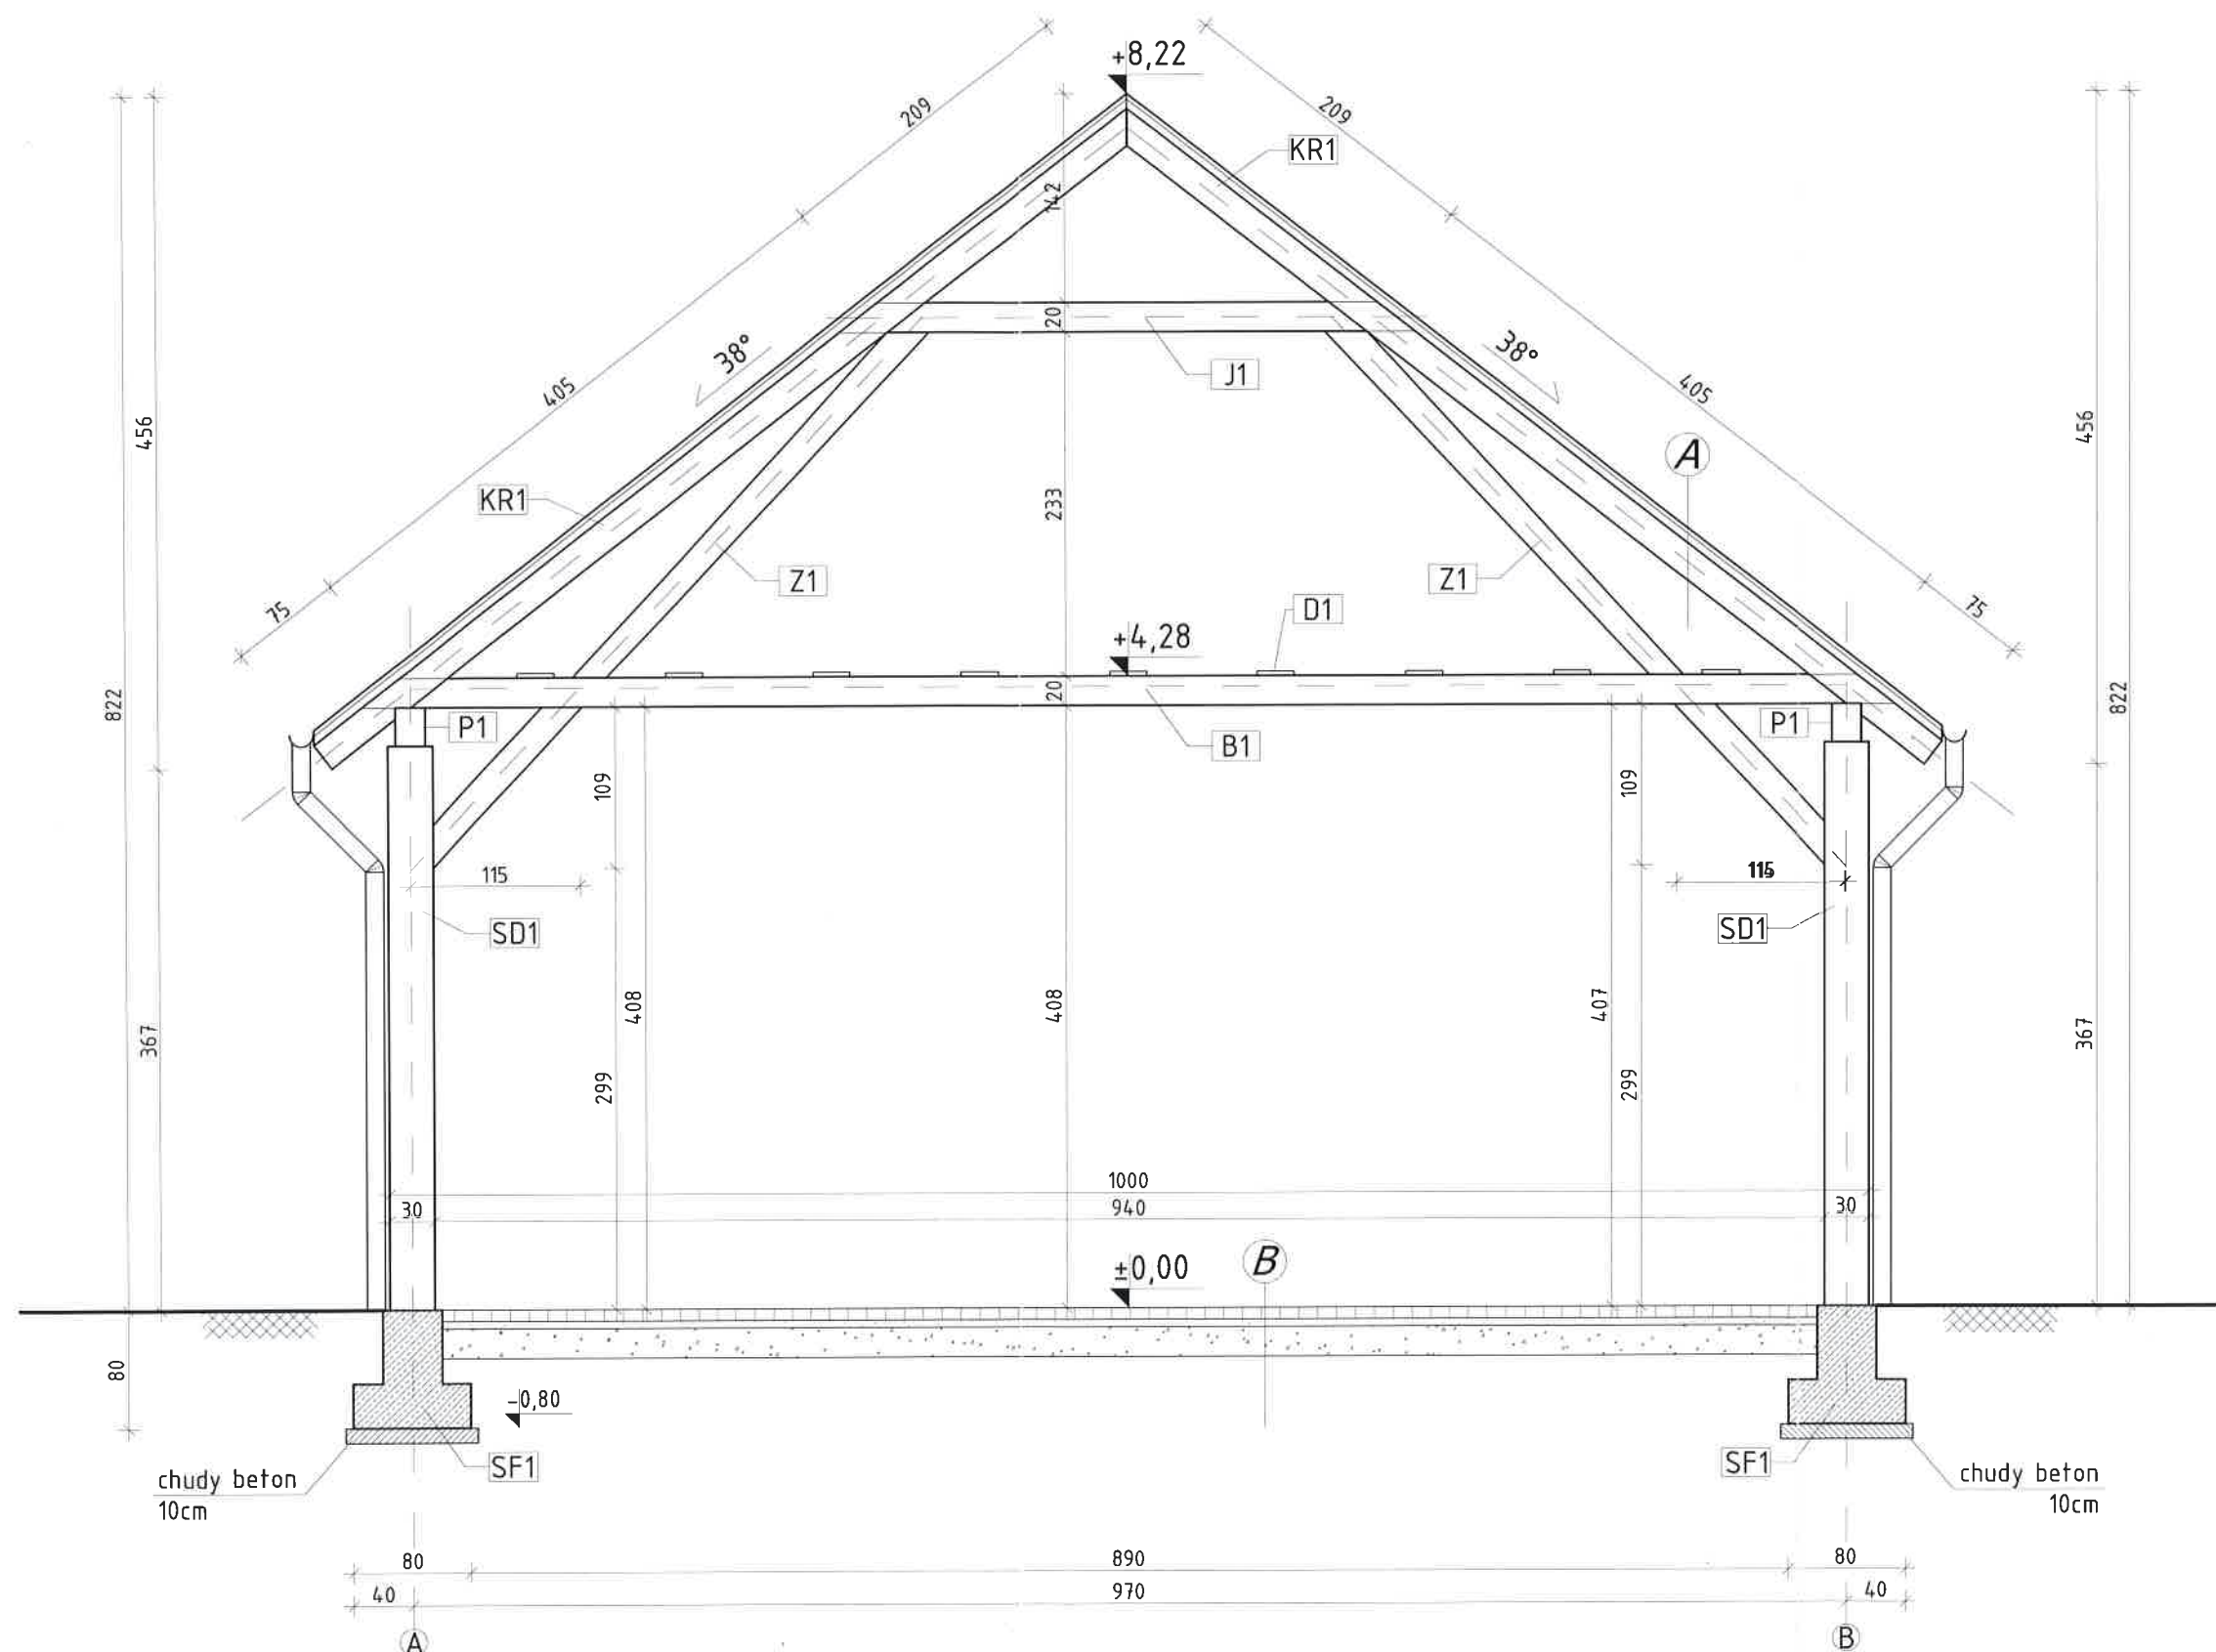 +8,22
209
209
KR1
142
20
38°
38°
J1
405
405
456
456
A
KR1
233
Z1
Z1
75
75
D1
+4,28
20
822
822
P1
P1
B1
109
109
115
115
SD1
SD1
408
408
407
367
367
299
299
1000
30
940
30
±0,00
B
80
-0,80
SF1
SF1
chudy beton
10cm
chudy beton
10cm
80
890
80
40
970
40
A
B